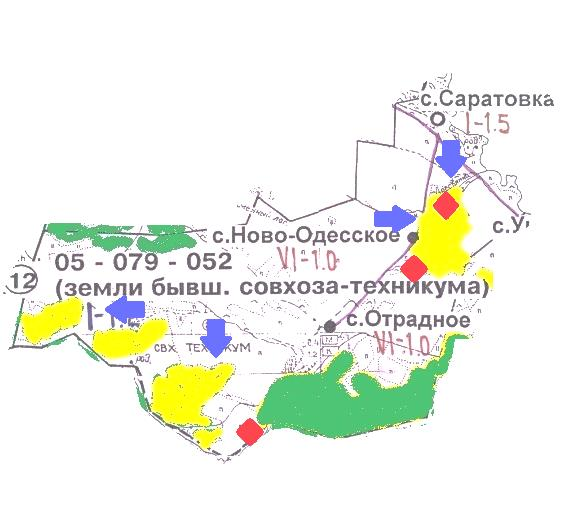 с.Саратовка
I-1.5
с.У
с.Ново-Одесское
VI-1.0
05 - 079 - 052
12
(земли бывш. совхоза-техникума)
с.Отрадное
VI-1.0
СВХ ТЕХНИКУМ